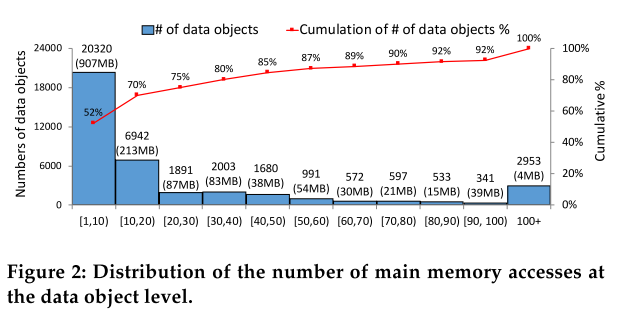 # of data objects
Cumulation of # of data objects %
Numbers of data objects
24000
18000
12000
6000
0
20320
(907MB)
6942
(213MB)
1891
(87MB)
2003
(83MB)
1680
(38MB)
991
(54MB)
572
(30MB)
597
(21MB)
533
(15MB)
341
(39MB)
2953
(4MB)
52%
70%
75%
80%
85%
87%
89%
90%
92%
92%
100%
100%
80%
60%
40%
20%
0%
Cumulative %
[1,10)
[10,20)
[20,30)
[30,40)
[40,50)
[50,60)
[60,70)
[70,80)
[80,90)
[90, 100)
100+
Figure 2: Distribution of the number of main memory accesses at
the data object level.